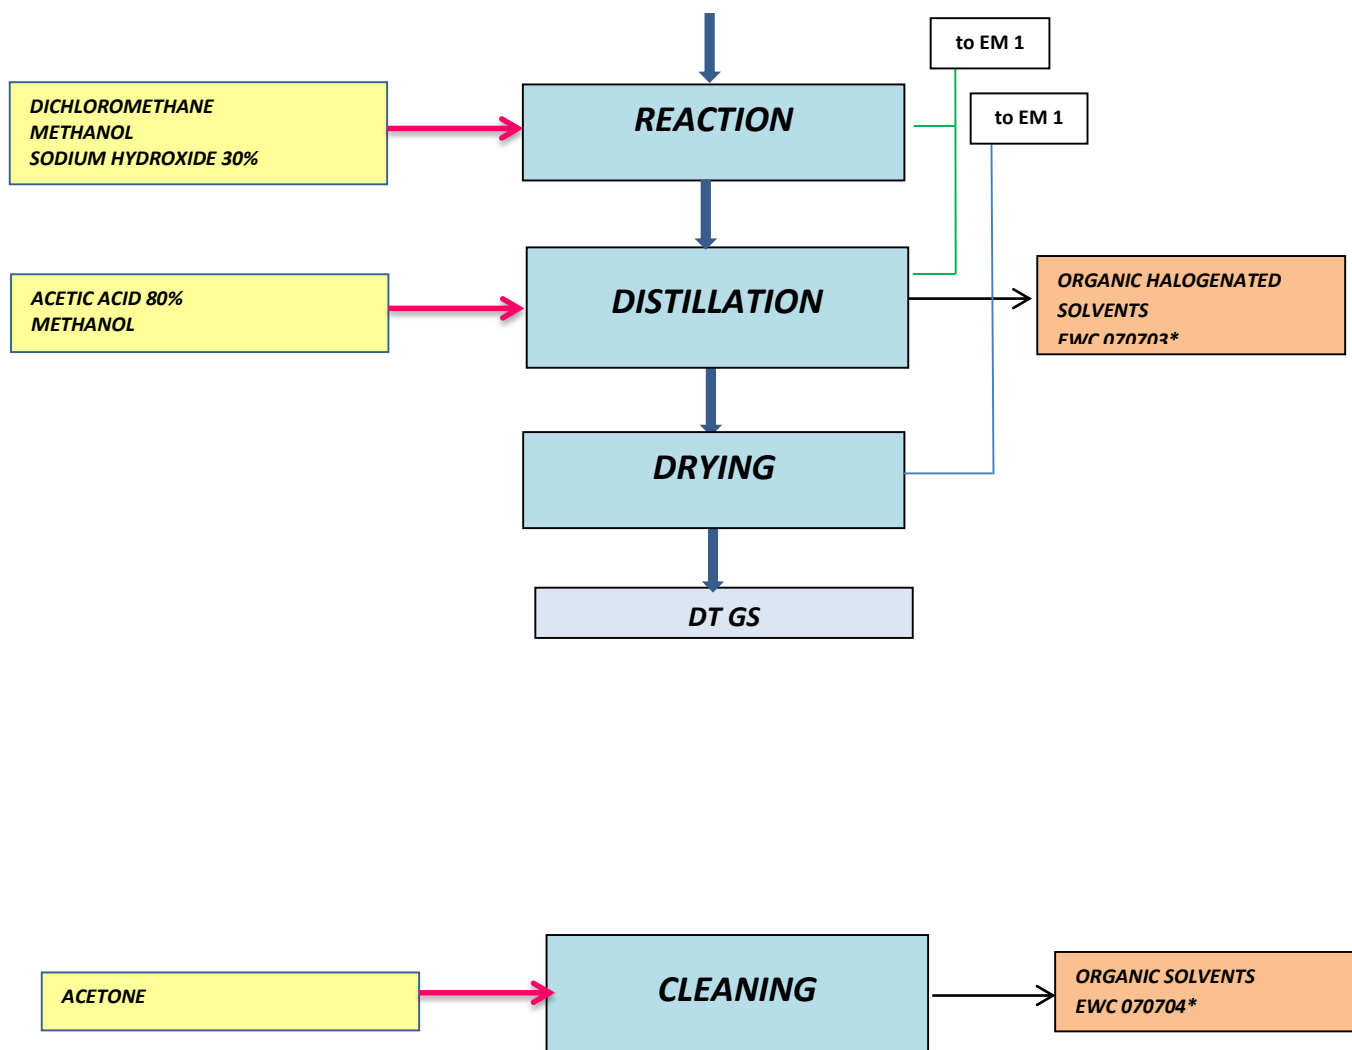 to EM 1
DICHLOROMETHANE
METHANOL
SODIUM HYDROXIDE 30%
REACTION
to EM 1
ACETIC ACID 80%
METHANOL
DISTILLATION
ORGANIC HALOGENATED
SOLVENTS
EWC 070703*
DRYING
DT GS
ACETONE
CLEANING
ORGANIC SOLVENTS
EWC 070704*